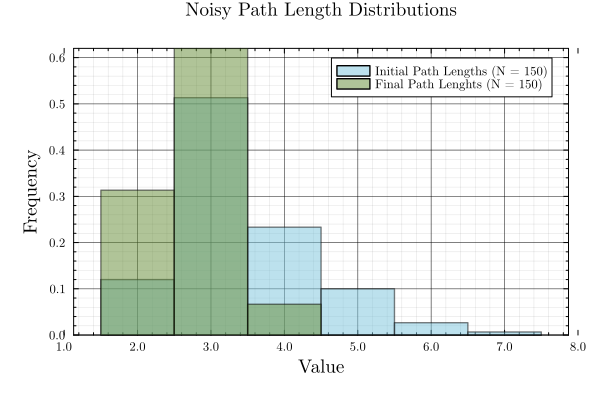 Noisy Path Length Distributions
Initial Path Lengths (N = 150)
Final Path Lenghts (N = 150)
Frequency
0.6
0.5
0.4
0.3
0.2
0.1
0.0
1.0 2.0 3.0 4.0 5.0 6.0 7.0 8.0
Value